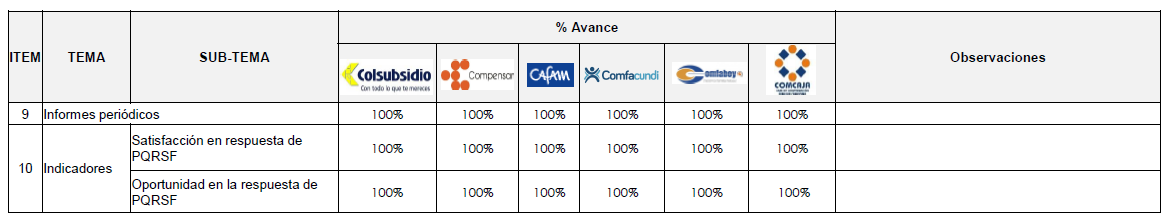 % Avance
ITEM TEMA SUB-TEMA Observaciones
Colsubsidio Compensar CAFAM Comfacundi Comfaboy COMCAJA
Con todo lo que te mereces
9 Informes periódicos 100% 100% 100% 100% 100% 100%
10 Indicadores Satisfacción en respuesta de
PQRSF 100% 100% 100% 100% 100% 100%
Oportunidad en la respuesta de
PQRSF 100% 100% 100% 100% 100% 100%